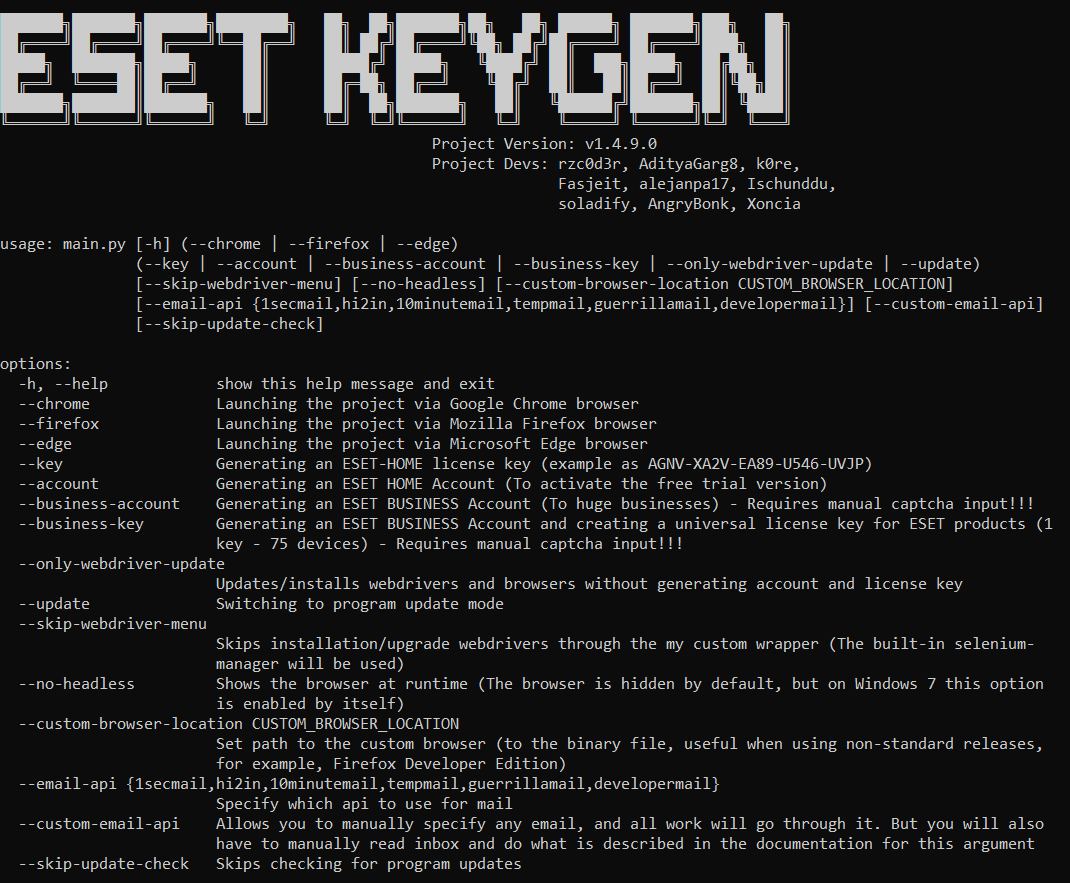 ESET KEYGEN
Project Version: v1.4.9.0
Project Devs: rzc0d3r, AdityaGarg8, k0re,
Fasjeit, alejanpa17, Ischunddu,
soladify, AngryBonk, Xoncia
usage: main.py [-h] (--chrome | --firefox | --edge)
(--key | --account | --business-account | --business-key | --only-webdriver-update | --update)
[--skip-webdriver-menu] [--no-headless] [--custom-browser-location CUSTOM_BROWSER_LOCATION]
[--email-api {1secmail,hi2in,10minutemail,tempmail,guerrillamail,developermail}] [--custom-email-api]
[--skip-update-check]
options:
-h, --help show this help message and exit
--chrome Launching the project via Google Chrome browser
--firefox Launching the project via Mozilla Firefox browser
--edge Launching the project via Microsoft Edge browser
--key Generating an ESET-HOME license key (example as AGNV-XA2V-EA89-U546-UVJP)
--account Generating an ESET HOME Account (To activate the free trial version)
--business-account Generating an ESET BUSINESS Account (To huge businesses) - Requires manual captcha input!!!
--business-key Generating an ESET BUSINESS Account and creating a universal license key for ESET products (1
key - 75 devices) - Requires manual captcha input!!!
--only-webdriver-update
Updates/installs webdrivers and browsers without generating account and license key
--update Switching to program update mode
--skip-webdriver-menu
Skips installation/upgrade webdrivers through the my custom wrapper (The built-in selenium-
manager will be used)
--no-headless Shows the browser at runtime (The browser is hidden by default, but on Windows 7 this option
is enabled by itself)
--custom-browser-location CUSTOM_BROWSER_LOCATION
Set path to the custom browser (to the binary file, useful when using non-standard releases,
for example, Firefox Developer Edition)
--email-api {1secmail,hi2in,10minutemail,tempmail,guerrillamail,developermail}
Specify which api to use for mail
--custom-email-api Allows you to manually specify any email, and all work will go through it. But you will also
have to manually read inbox and do what is described in the documentation for this argument
--skip-update-check Skips checking for program updates